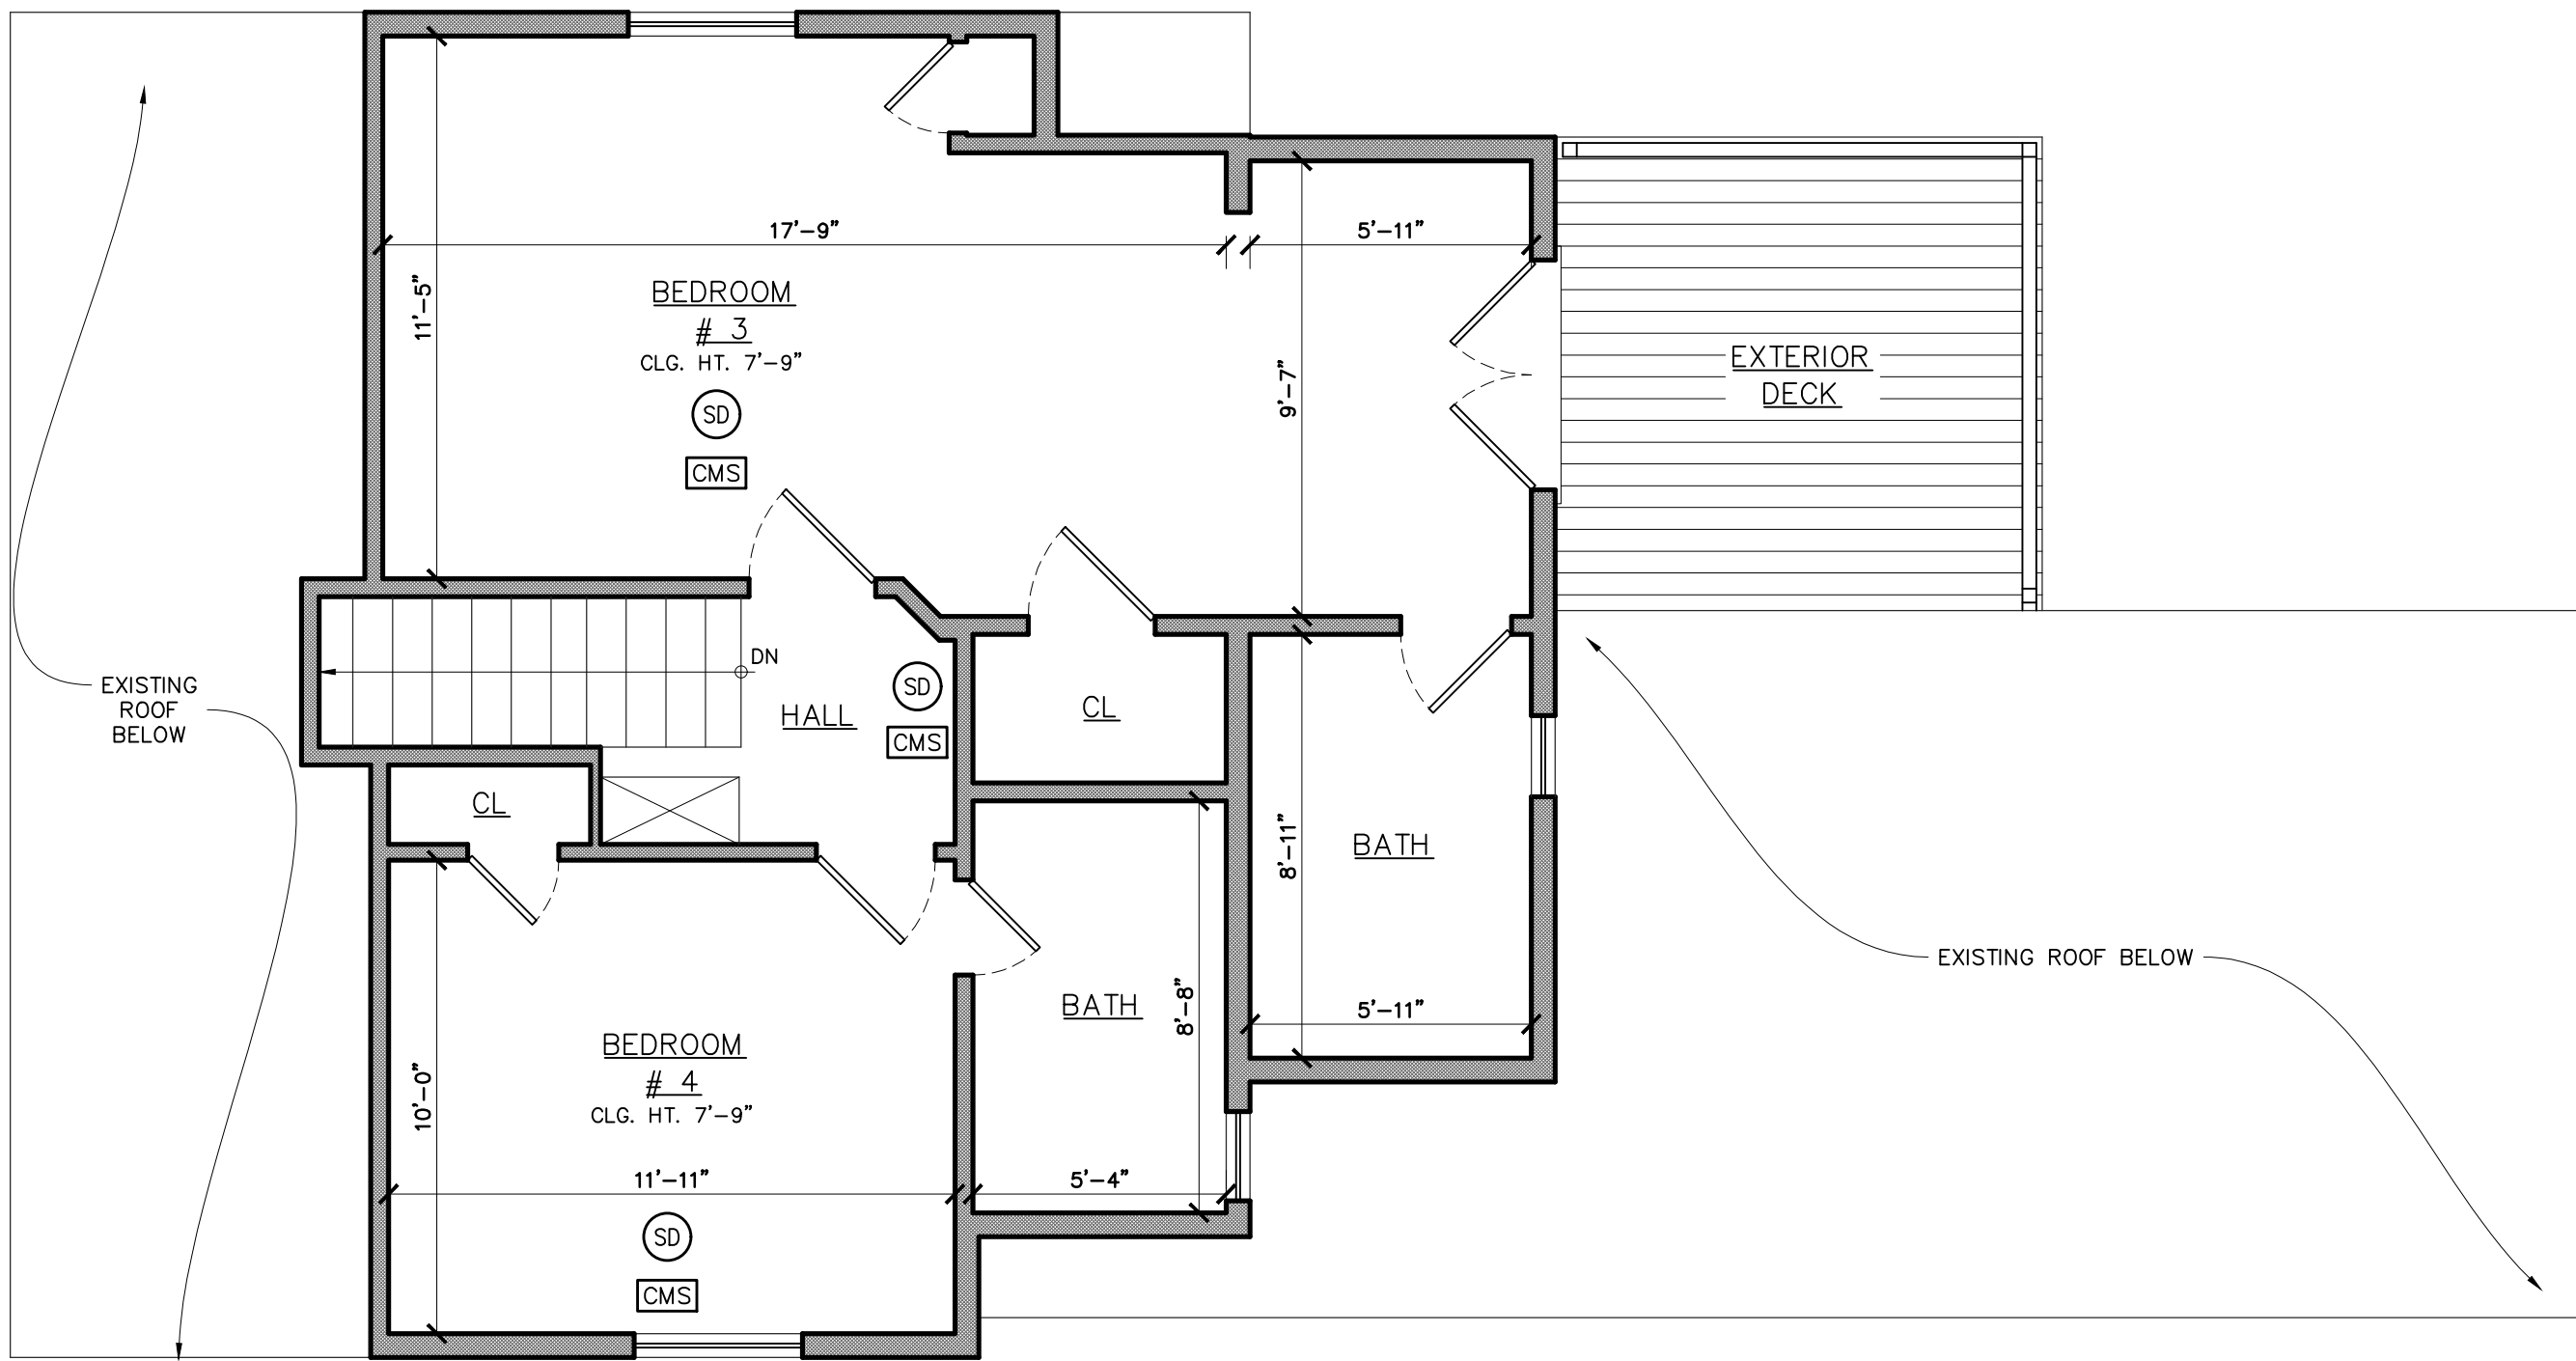 17'-9"
5'-11"
11'-5"
BEDROOM
# 3
CLG. HT. 7'-9"
SD
CMS
9'-7"
EXTERIOR
DECK
EXISTING
ROOF
BELOW
DN
HALL
SD
CMS
CL
CL
8'-11"
BATH
EXISTING ROOF BELOW
5'-11"
BATH
8'-8"
BEDROOM
# 4
CLG. HT. 7'-9"
10'-0"
11'-11"
5'-4"
SD
CMS